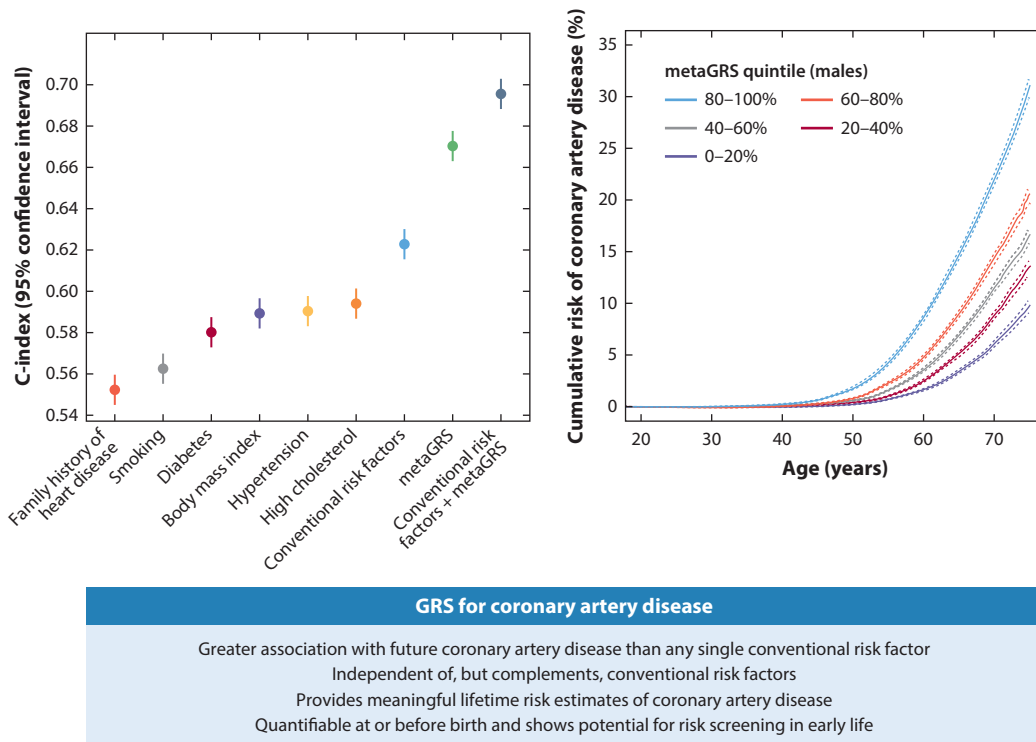 C-index (95% confidence interval)
0.70
0.68
0.66
0.64
0.62
0.60
0.58
0.56
0.54
Family history of
heart disease
Smoking
Diabetes
Body mass index
Hypertension
High cholesterol
Conventional risk factors
metaGRS
Conventional risk
factors + metaGRS
Cumulative risk of coronary artery disease (%)
35
30
25
20
15
10
5
0
metaGRS quintile (males)
80–100% 60–80%
40–60% 20–40%
0–20%
20 30 40 50 60 70
Age (years)
GRS for coronary artery disease
Greater association with future coronary artery disease than any single conventional risk factor
Independent of, but complements, conventional risk factors
Provides meaningful lifetime risk estimates of coronary artery disease
Quantifiable at or before birth and shows potential for risk screening in early life